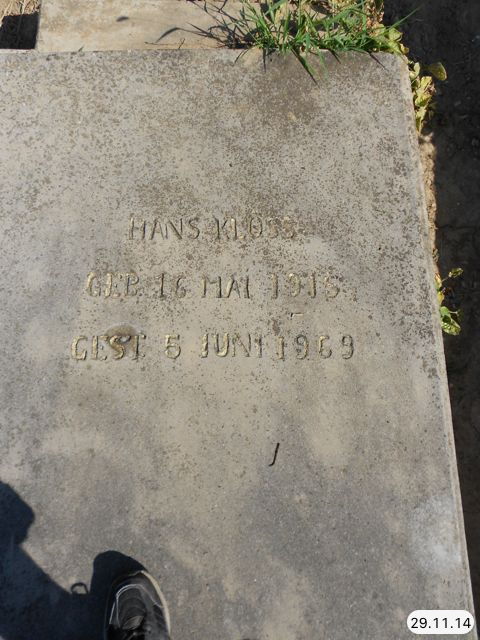 HANS KLOSS
GEB. 16 MAI 1915
GEST 5 JUNI 1969
29.11.14